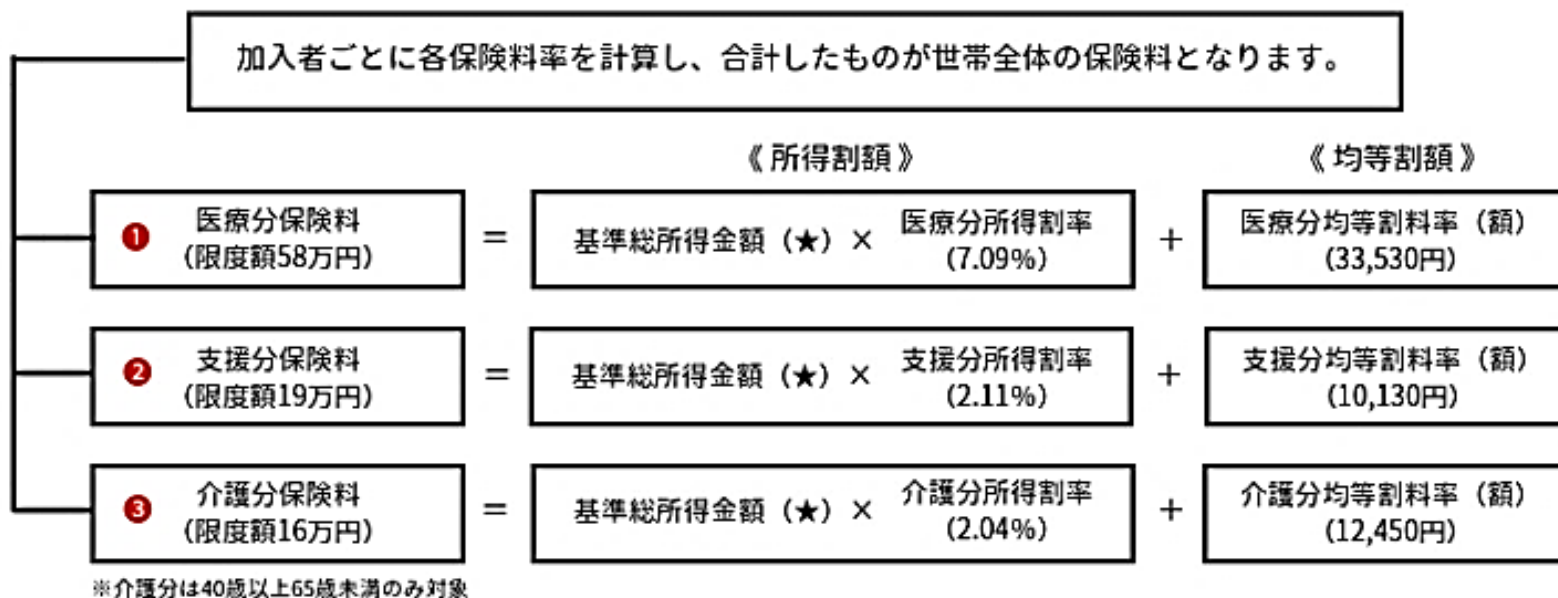 加入者ごとに各保険料率を計算し、合計したものが世帯全体の保険料となります。
《 所得割額 》
《 均等割額 》
❶
医療分保険料
(限度額58万円)
=
基準総所得金額（★）×
医療分所得割率
(7.09%)
+
医療分均等割料率（額）
(33,530円)
❷
支援分保険料
(限度額19万円)
=
基準総所得金額（★）×
支援分所得割率
(2.11%)
+
支援分均等割料率（額）
(10,130円)
❸
介護分保険料
(限度額16万円)
=
基準総所得金額（★）×
介護分所得割率
(2.04%)
+
介護分均等割料率（額）
(12,450円)
※介護分は40歳以上65歳未満のみ対象